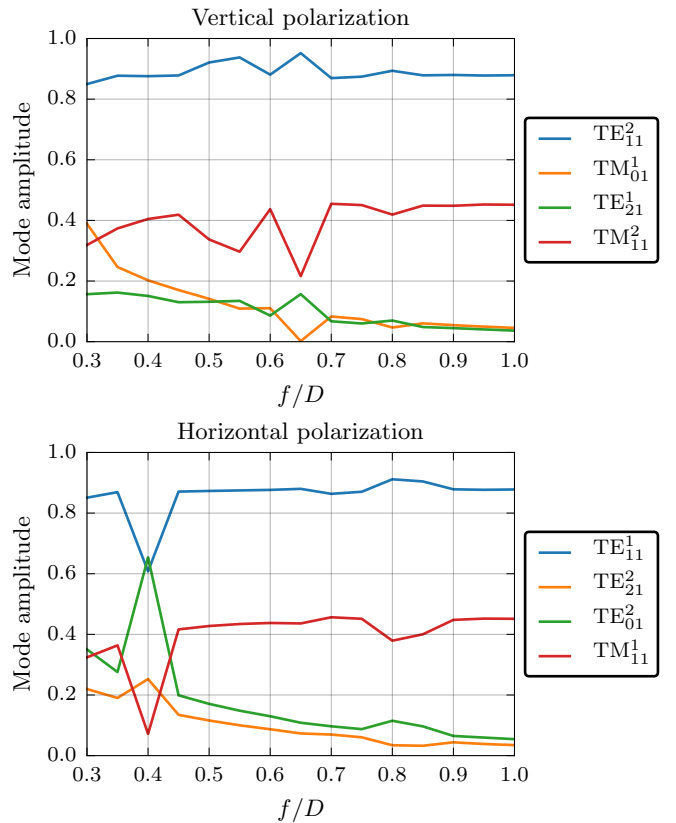 Vertical polarization
1.0
0.8
0.6
0.4
0.2
0.0
Mode amplitude
0.3 0.4 0.5 0.6 0.7 0.8 0.9 1.0
f/D
TE²₁₁
TM¹₀₁
TE¹₂₁
TM²₁₁
Horizontal polarization
1.0
0.8
0.6
0.4
0.2
0.0
Mode amplitude
0.3 0.4 0.5 0.6 0.7 0.8 0.9 1.0
f/D
TE¹₁₁
TE²₂₁
TE²₀₁
TM¹₁₁